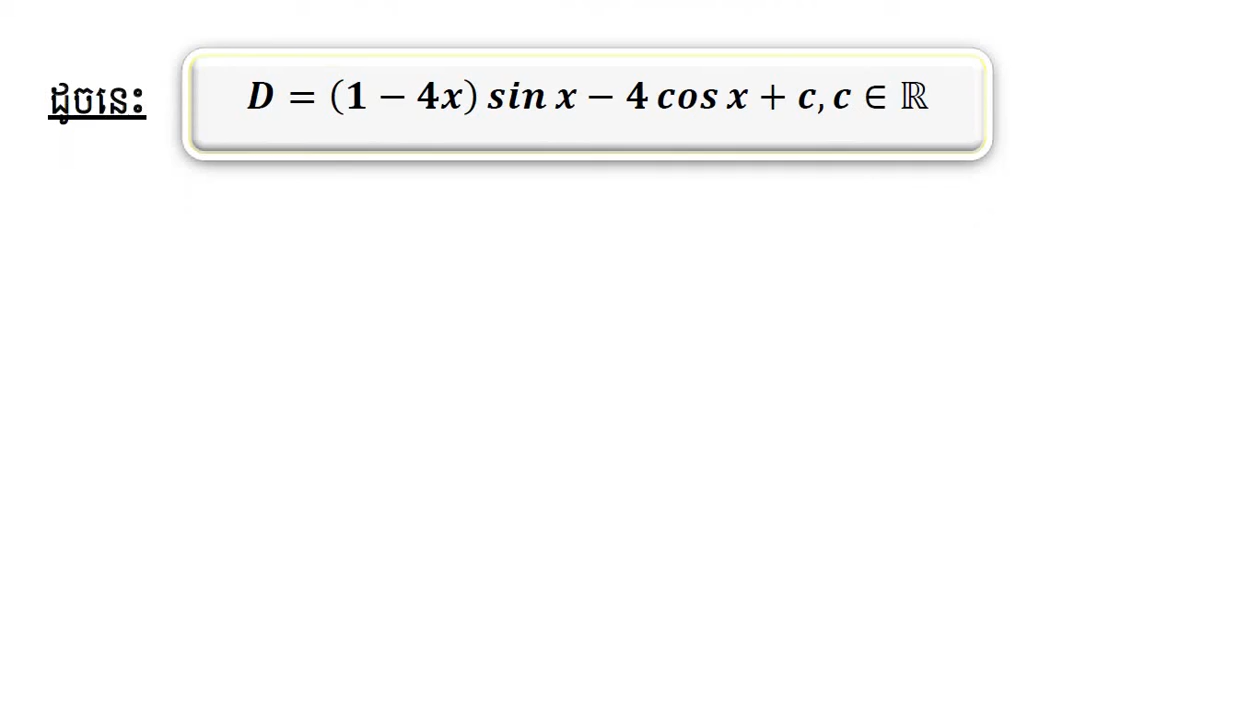 ដូចនេះ D = (1 − 4x) sin x − 4 cos x + c, c ∈ ℝ